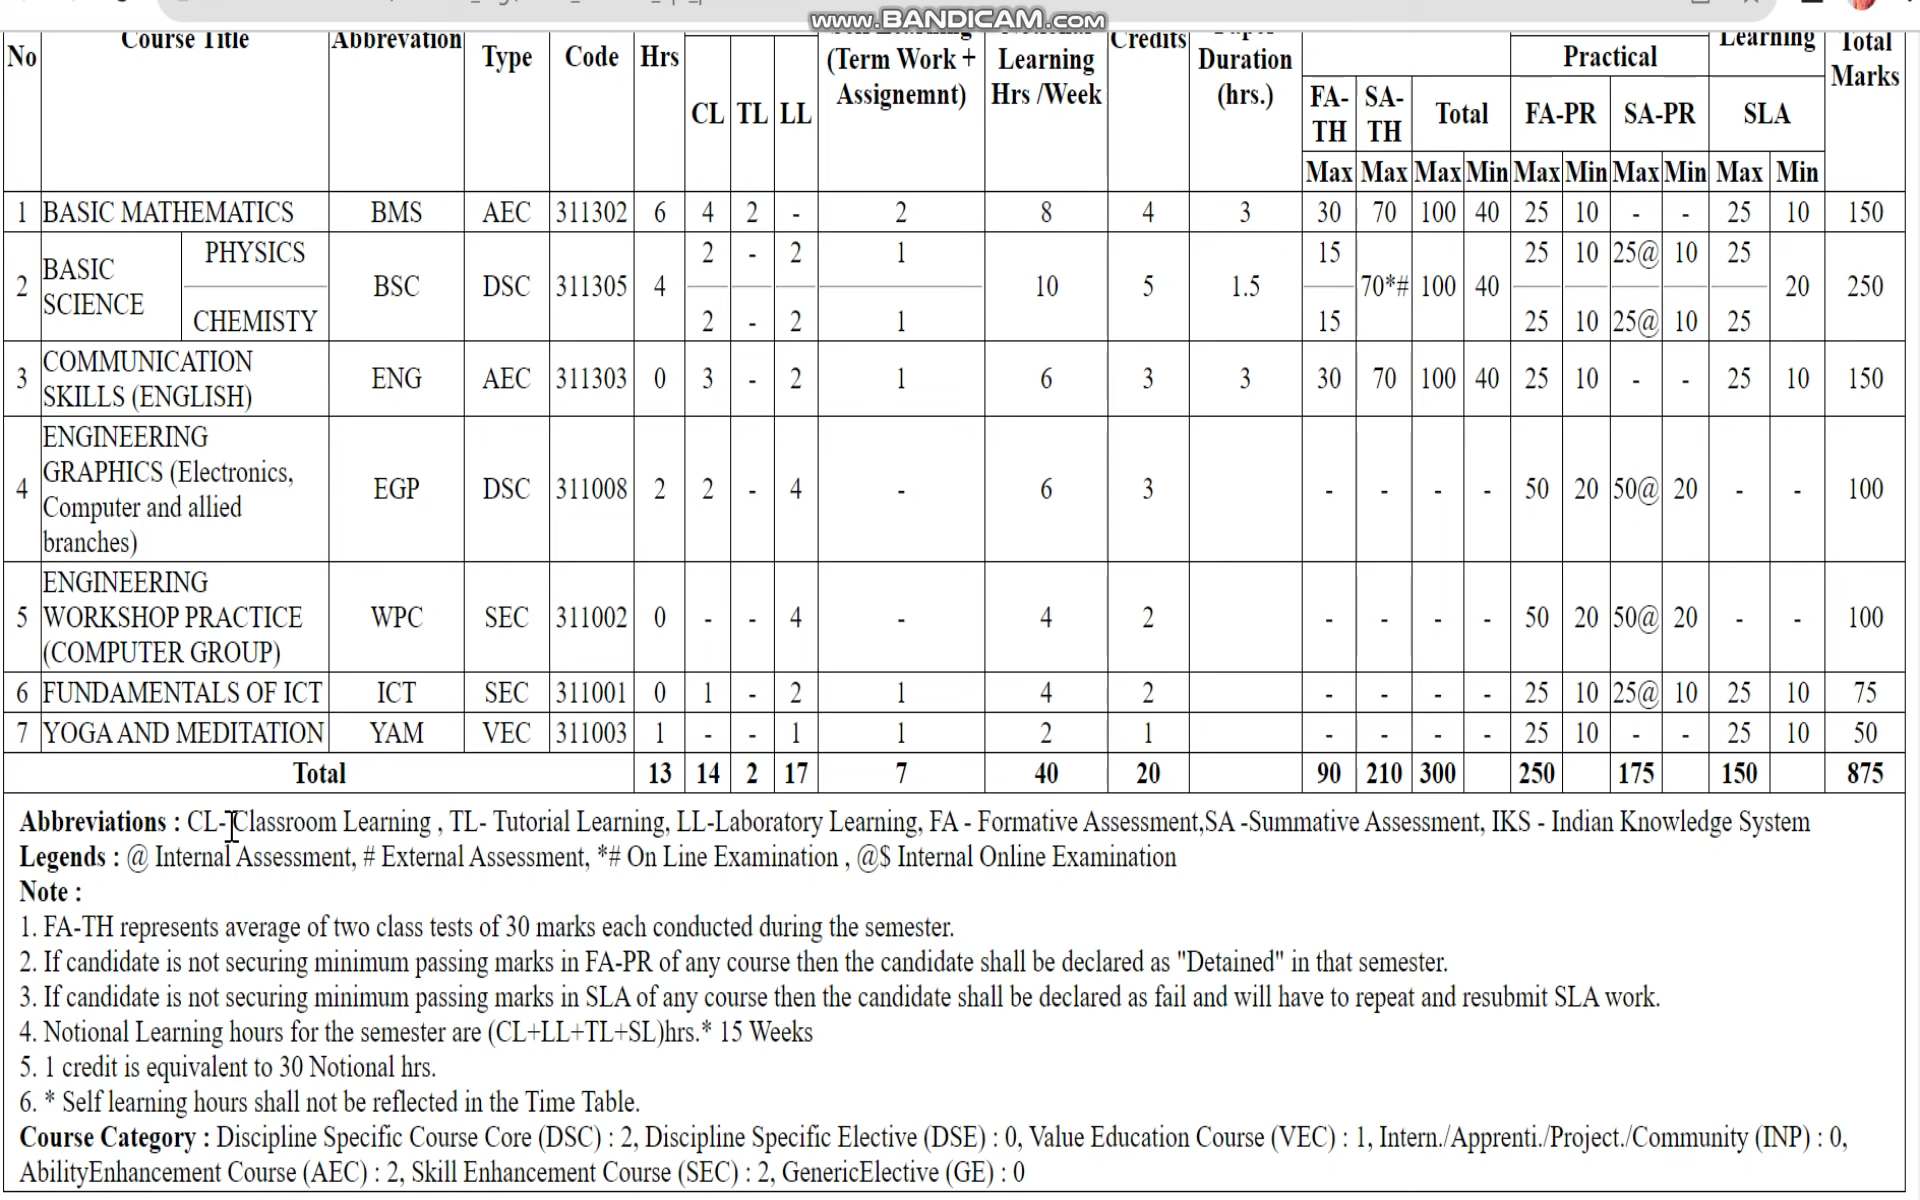 www.BANDICAM.com
No Course Title Abbrevation Type Code Hrs CL TL LL (Term Work + Assignemnt) Learning Hrs /Week Credits Duration (hrs.) Practical Learning Total Marks
FA-TH SA-TH Total FA-PR SA-PR SLA
Max Max Max Min Max Min Max Min Max Min
1 BASIC MATHEMATICS BMS AEC 311302 6 4 2 - 2 8 4 3 30 70 100 40 25 10 - - 25 10 150
2 BASIC SCIENCE PHYSICS BSC DSC 311305 4 2 - 2 1 10 5 1.5 15 70*# 100 40 25 10 25@ 10 25 20 250
CHEMISTY 2 - 2 1 15 25 10 25@ 10 25
3 COMMUNICATION SKILLS (ENGLISH) ENG AEC 311303 0 3 - 2 1 6 3 3 30 70 100 40 25 10 - - 25 10 150
4 ENGINEERING GRAPHICS (Electronics, Computer and allied branches) EGP DSC 311008 2 2 - 4 - 6 3 - - - - 50 20 50@ 20 - - 100
5 ENGINEERING WORKSHOP PRACTICE (COMPUTER GROUP) WPC SEC 311002 0 - - 4 - 4 2 - - - - 50 20 50@ 20 - - 100
6 FUNDAMENTALS OF ICT ICT SEC 311001 0 1 - 2 1 4 2 - - - - 25 10 25@ 10 25 10 75
7 YOGA AND MEDITATION YAM VEC 311003 1 - - 1 1 2 1 - - - - 25 10 - - 25 10 50
Total 13 14 2 17 7 40 20 90 210 300 250 175 150 875
Abbreviations : CL- Classroom Learning , TL- Tutorial Learning, LL-Laboratory Learning, FA - Formative Assessment,SA -Summative Assessment, IKS - Indian Knowledge System
Legends : @ Internal Assessment, # External Assessment, *# On Line Examination , @$ Internal Online Examination
Note :
1. FA-TH represents average of two class tests of 30 marks each conducted during the semester.
2. If candidate is not securing minimum passing marks in FA-PR of any course then the candidate shall be declared as "Detained" in that semester.
3. If candidate is not securing minimum passing marks in SLA of any course then the candidate shall be declared as fail and will have to repeat and resubmit SLA work.
4. Notional Learning hours for the semester are (CL+LL+TL+SL)hrs.* 15 Weeks
5. 1 credit is equivalent to 30 Notional hrs.
6. * Self learning hours shall not be reflected in the Time Table.
Course Category : Discipline Specific Course Core (DSC) : 2, Discipline Specific Elective (DSE) : 0, Value Education Course (VEC) : 1, Intern./Apprenti./Project./Community (INP) : 0,
AbilityEnhancement Course (AEC) : 2, Skill Enhancement Course (SEC) : 2, GenericElective (GE) : 0